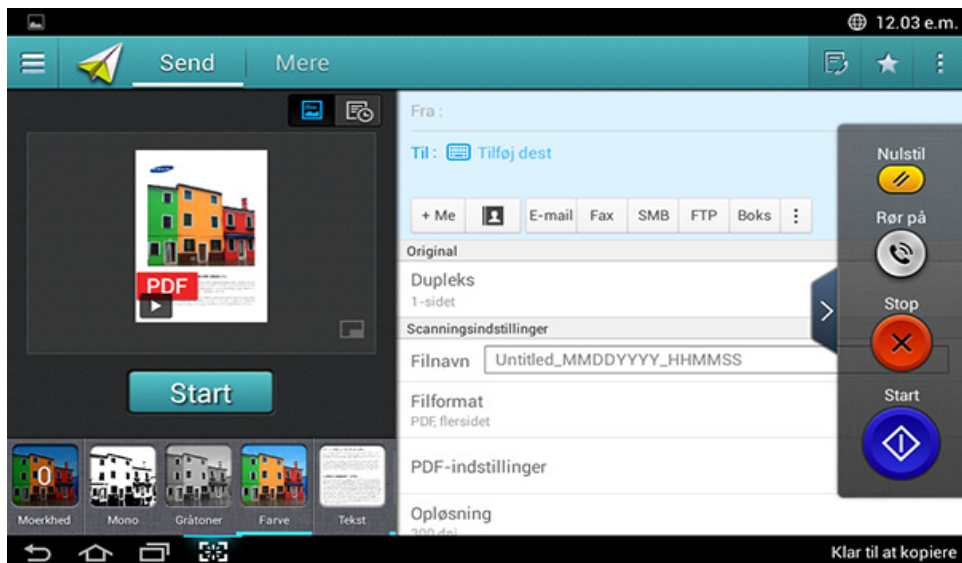 12.03 e.m.
Send
Mere
Fra :
Til : Tilføj dest
+ Me
E-mail
Fax
SMB
FTP
Boks
Original
Dupleks
1-sidet
Scanningsindstillinger
Filnavn
Untitled_MMDDYYYY_HHMMSS
Filformat
PDF, flersidet
PDF-indstillinger
Opløsning
PDF
Start
0
Moerkhed
Mono
Gråtoner
Farve
Tekst
Nulstil
Rør på
Stop
Start
Klar til at kopiere